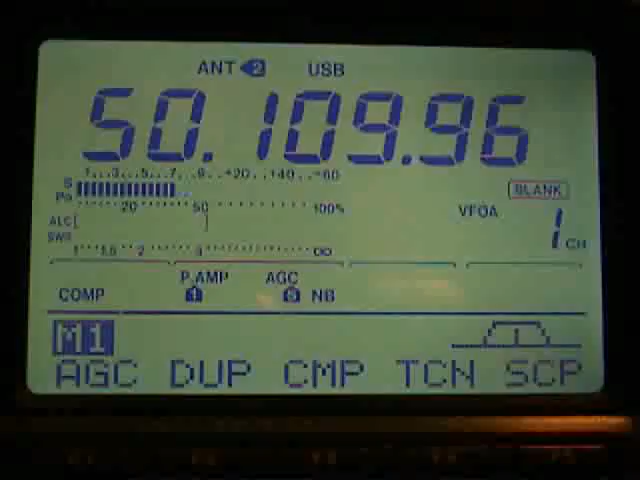 ANT 2 USB
50.109.96
S 1...3...5...7...9...+20...+40...+60
Po 20 50 100%
BLANK
VFOA
1 CH
ALC
SWR 1 1.5 2 3 ∞
P.AMP AGC
COMP 1 NB
M1
AGC DUP CMP TCN SCP